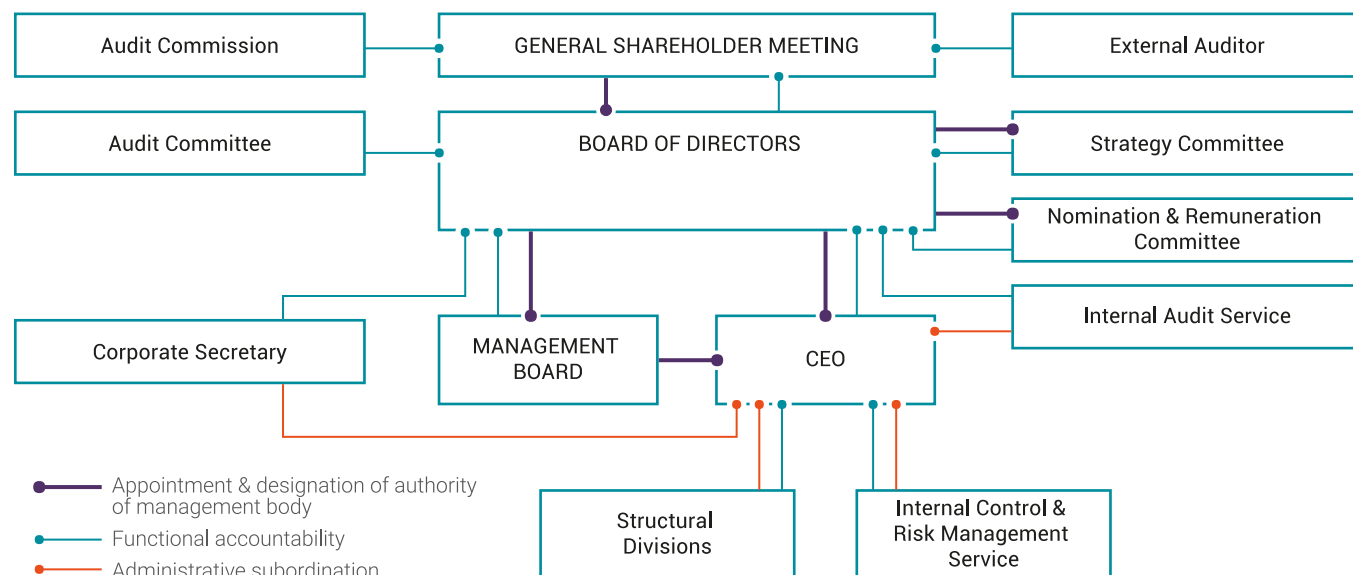 Audit Commission
GENERAL SHAREHOLDER MEETING
External Auditor
Audit Committee
BOARD OF DIRECTORS
Strategy Committee
Nomination & Remuneration
Committee
Internal Audit Service
Corporate Secretary
MANAGEMENT
BOARD
CEO
Appointment & designation of authority
of management body
Functional accountability
Administrative subordination
Structural
Divisions
Internal Control &
Risk Management
Service